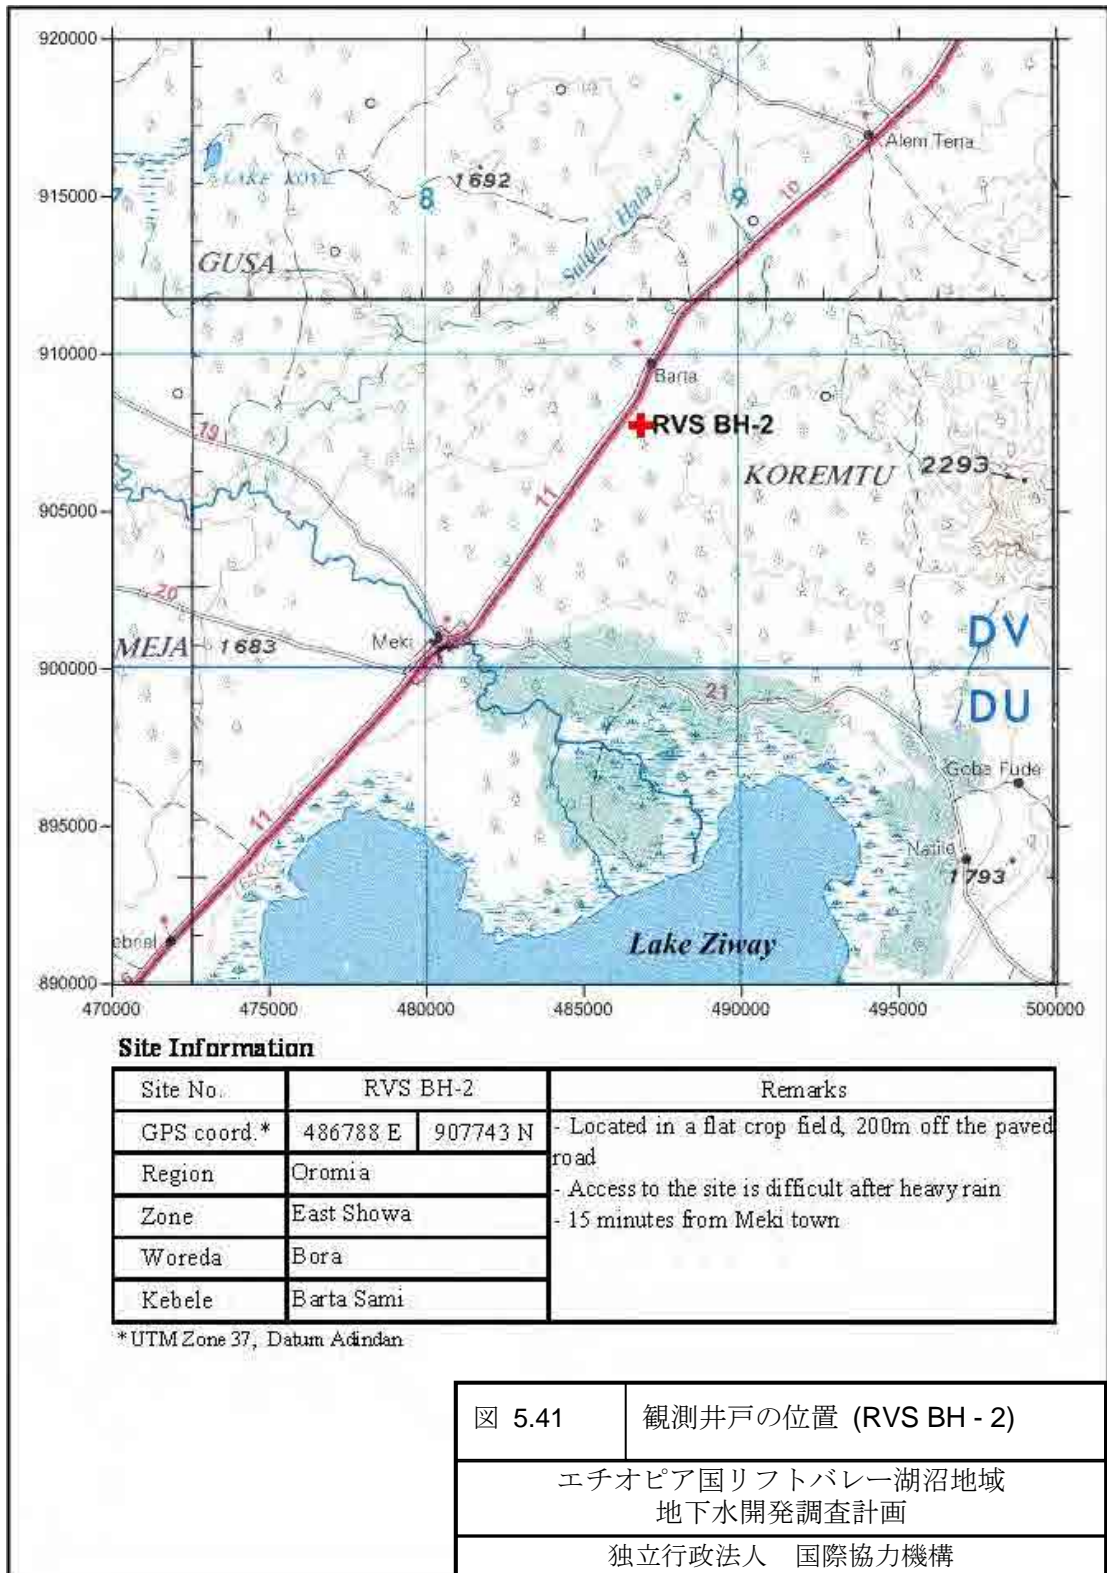 920000
915000
910000
905000
900000
895000
890000
470000 475000 480000 485000 490000 495000 500000
Alem Tena
10
LAKE
1692
7 8 9
Sulula - Hafa
GUSA
Barta
RVS BH-2
KOREMTU 2293
19
11
20
MEJA 1683
Meki
DV
DU
21
Goba Fude
11
1793
Lake Ziway
Site Information
Site No. RVS BH-2 Remarks
GPS coord.* 486788 E 907743 N
Region Oromia
Zone East Showa
Woreda Bora
Kebele Barta Sami
- Located in a flat crop field, 200m off the paved
road
- Access to the site is difficult after heavy rain
- 15 minutes from Meki town
*UTM Zone 37, Datum Adindan
図 5.41 観測井戸の位置 (RVS BH - 2)
エチオピア国リフトバレー湖沼地域
地下水開発調査計画
独立行政法人 国際協力機構